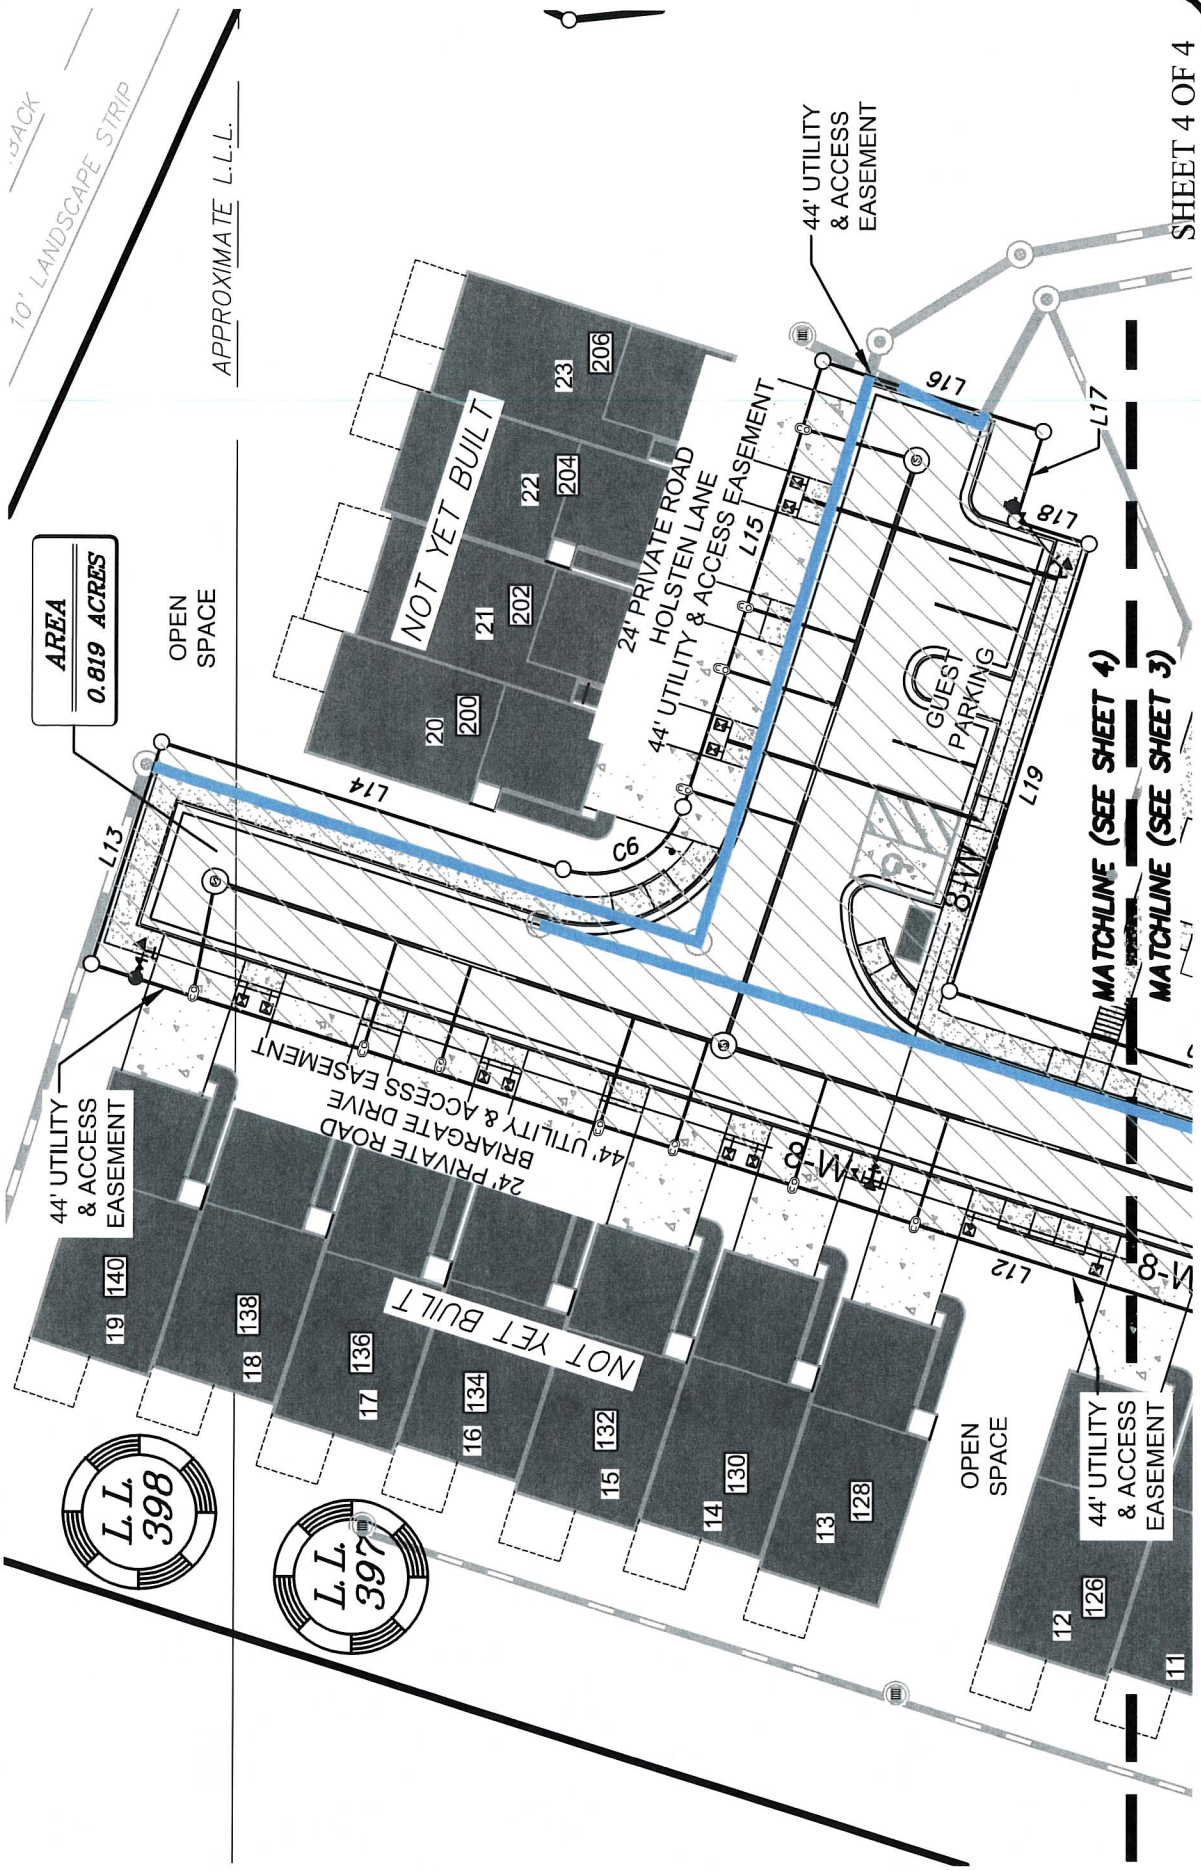 10' LANDSCAPE STRIP
APPROXIMATE L.L.L.
AREA
0.819 ACRES
OPEN
SPACE
NOT YET BUILT
20
200
21
202
22
204
23
206
24' PRIVATE ROAD
HOLSTEN LANE
44' UTILITY & ACCESS EASEMENT
44' UTILITY
& ACCESS
EASEMENT
L13
L14
C6
L15
L16
L17
L18
L19
GUEST
PARKING
8-W
44' UTILITY
& ACCESS
EASEMENT
24' PRIVATE ROAD
BRIARGATE DRIVE
44' UTILITY & ACCESS EASEMENT
19
140
18
138
17
136
16
134
15
132
14
130
13
128
NOT YET BUILT
L.L.
398
L.L.
397
8-W
L12
OPEN
SPACE
44' UTILITY
& ACCESS
EASEMENT
12
126
11
MATCHLINE (SEE SHEET 4)
MATCHLINE (SEE SHEET 3)
SHEET 4 OF 4